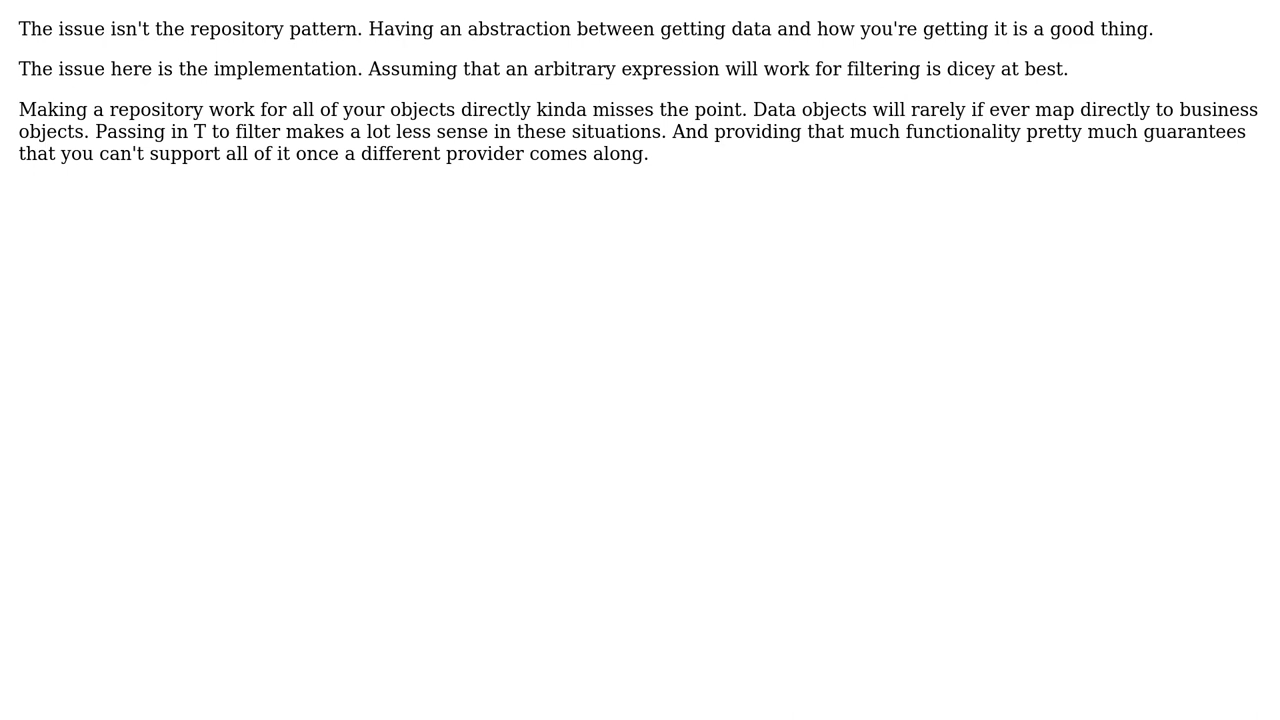 The issue isn't the repository pattern. Having an abstraction between getting data and how you're getting it is a good thing.
The issue here is the implementation. Assuming that an arbitrary expression will work for filtering is dicey at best.
Making a repository work for all of your objects directly kinda misses the point. Data objects will rarely if ever map directly to business
objects. Passing in T to filter makes a lot less sense in these situations. And providing that much functionality pretty much guarantees
that you can't support all of it once a different provider comes along.